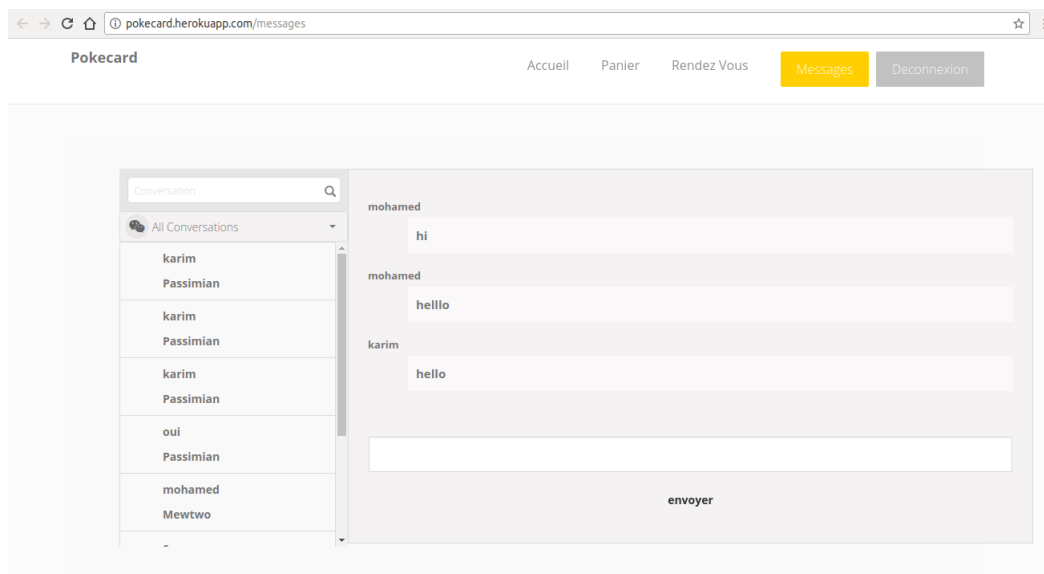 pokecard.herokuapp.com/messages
Pokecard
Accueil Panier Rendez Vous Messages Deconnexion
Conversation
All Conversations
karim
Passimian
karim
Passimian
karim
Passimian
oui
Passimian
mohamed
Mewtwo
mohamed
hi
mohamed
helllo
karim
hello
envoyer